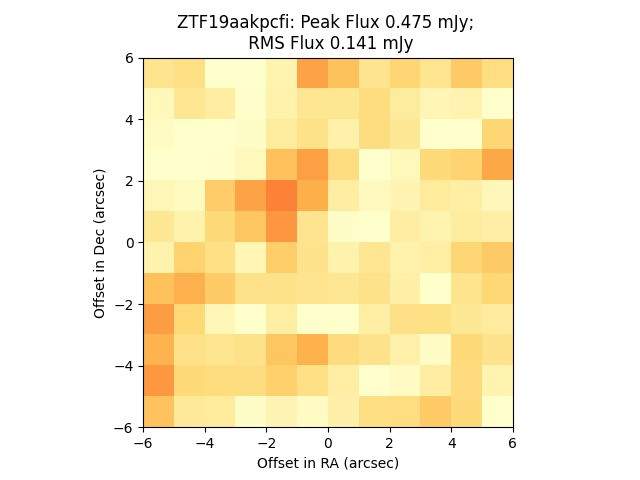 ZTF19aakpcfi: Peak Flux 0.475 mJy;
RMS Flux 0.141 mJy
6
4
2
0
−2
−4
−6
Offset in Dec (arcsec)
−6 −4 −2 0 2 4 6
Offset in RA (arcsec)